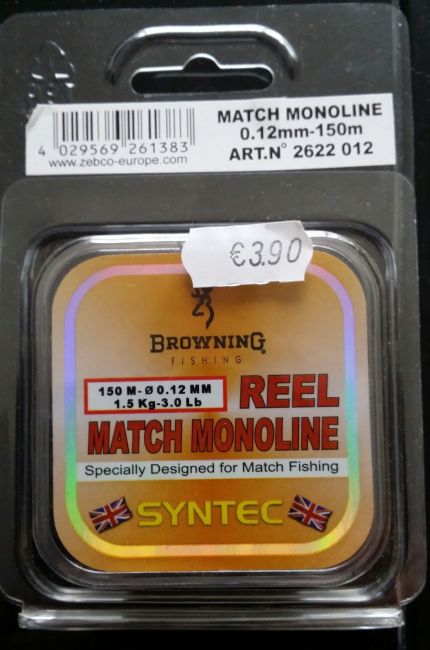 MATCH MONOLINE
0.12mm-150m
ART.N° 2622 012
4 029569 261383
www.zebco-europe.com
€3.90
BROWNING
FISHING
150 M-Ø 0.12 MM
1.5 Kg-3.0 Lb
REEL
MATCH MONOLINE
Specially Designed for Match Fishing
SYNTEC